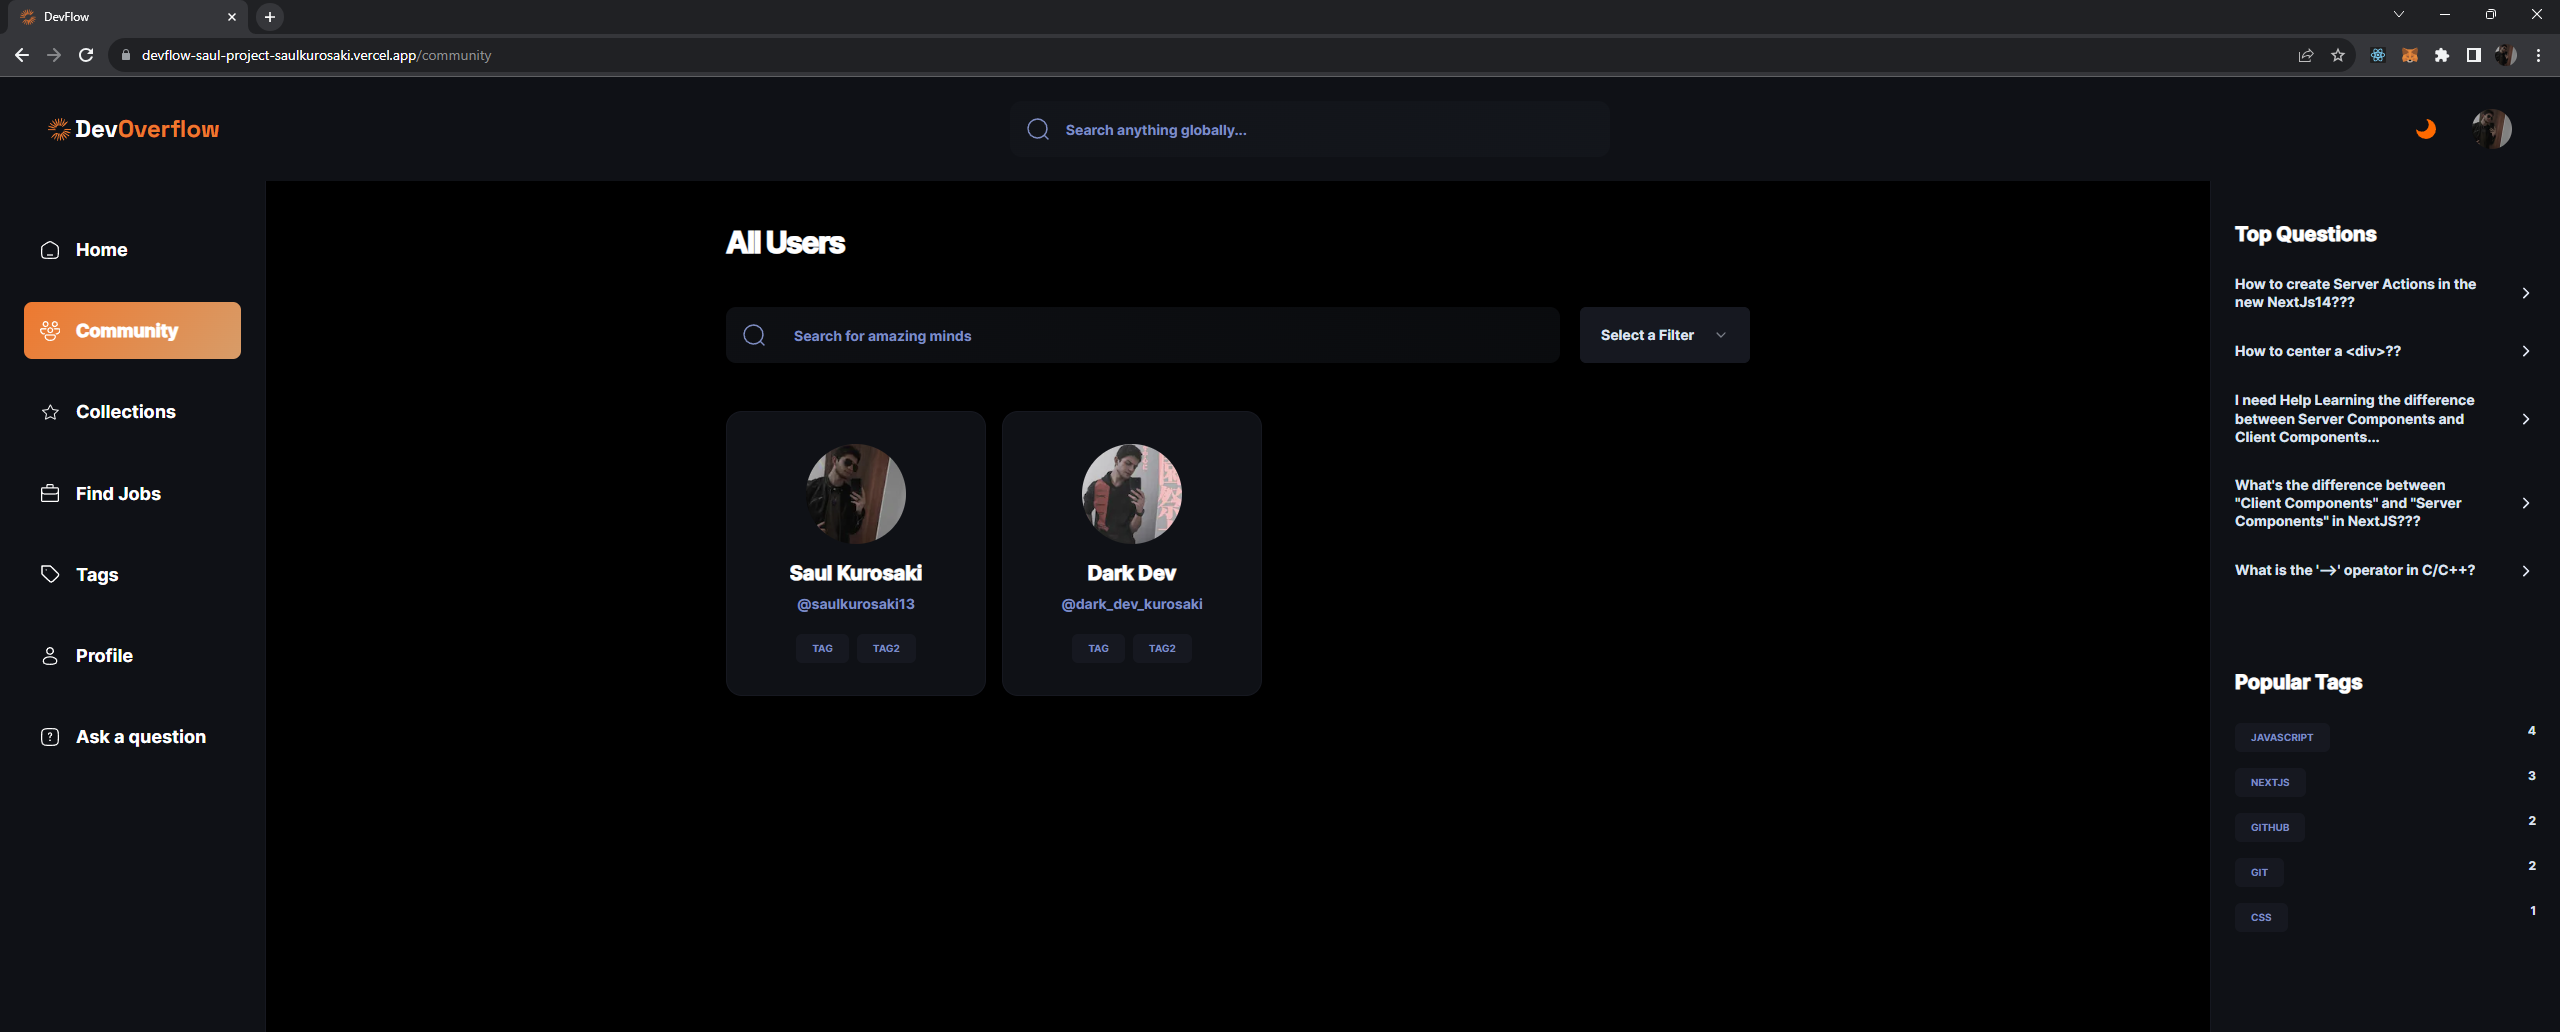 DevFlow
devflow-saul-project-saulkurosaki.vercel.app/community
DevOverflow
Search anything globally...
Home
Community
Collections
Find Jobs
Tags
Profile
Ask a question
All Users
Search for amazing minds
Select a Filter
Saul Kurosaki
@saulkurosaki13
TAG TAG2
Dark Dev
@dark_dev_kurosaki
TAG TAG2
Top Questions
How to create Server Actions in the
new NextJs14???
How to center a <div>??
I need Help Learning the difference
between Server Components and
Client Components...
What's the difference between
"Client Components" and "Server
Components" in NextJS???
What is the '-->' operator in C/C++?
Popular Tags
JAVASCRIPT 4
NEXTJS 3
GITHUB 2
GIT 2
CSS 1